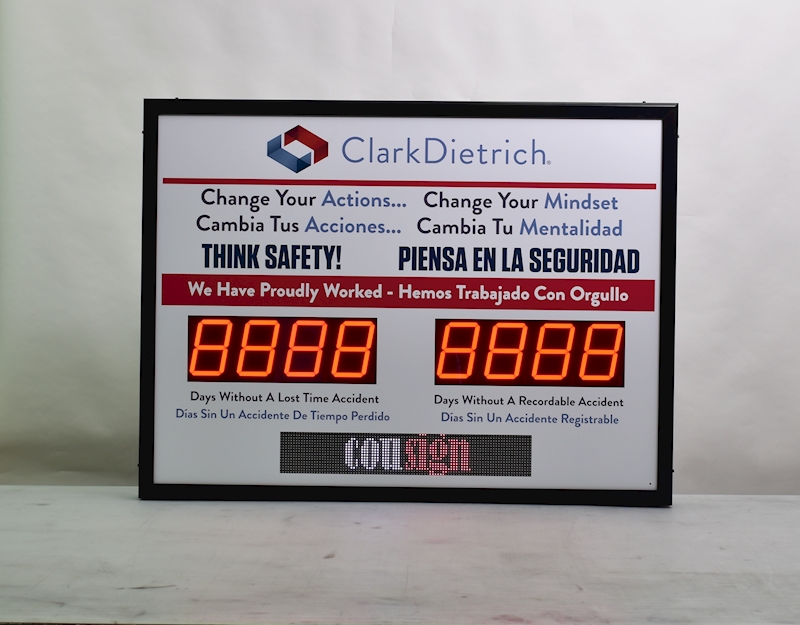 ClarkDietrich®
Change Your Actions... Change Your Mindset
Cambia Tus Acciones... Cambia Tu Mentalidad
THINK SAFETY! PIENSA EN LA SEGURIDAD
We Have Proudly Worked - Hemos Trabajado Con Orgullo
8888 8888
Days Without A Lost Time Accident Days Without A Recordable Accident
Días Sin Un Accidente De Tiempo Perdido Días Sin Un Accidente Registrable
cousign